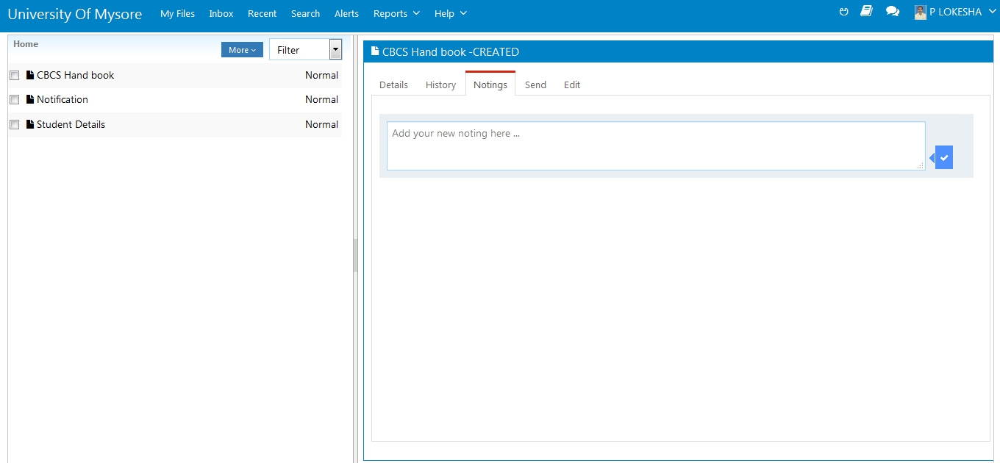 University Of Mysore My Files Inbox Recent Search Alerts Reports Help P LOKESHA
Home More Filter
CBCS Hand book Normal
Notification Normal
Student Details Normal
CBCS Hand book -CREATED
Details History Notings Send Edit
Add your new noting here ...